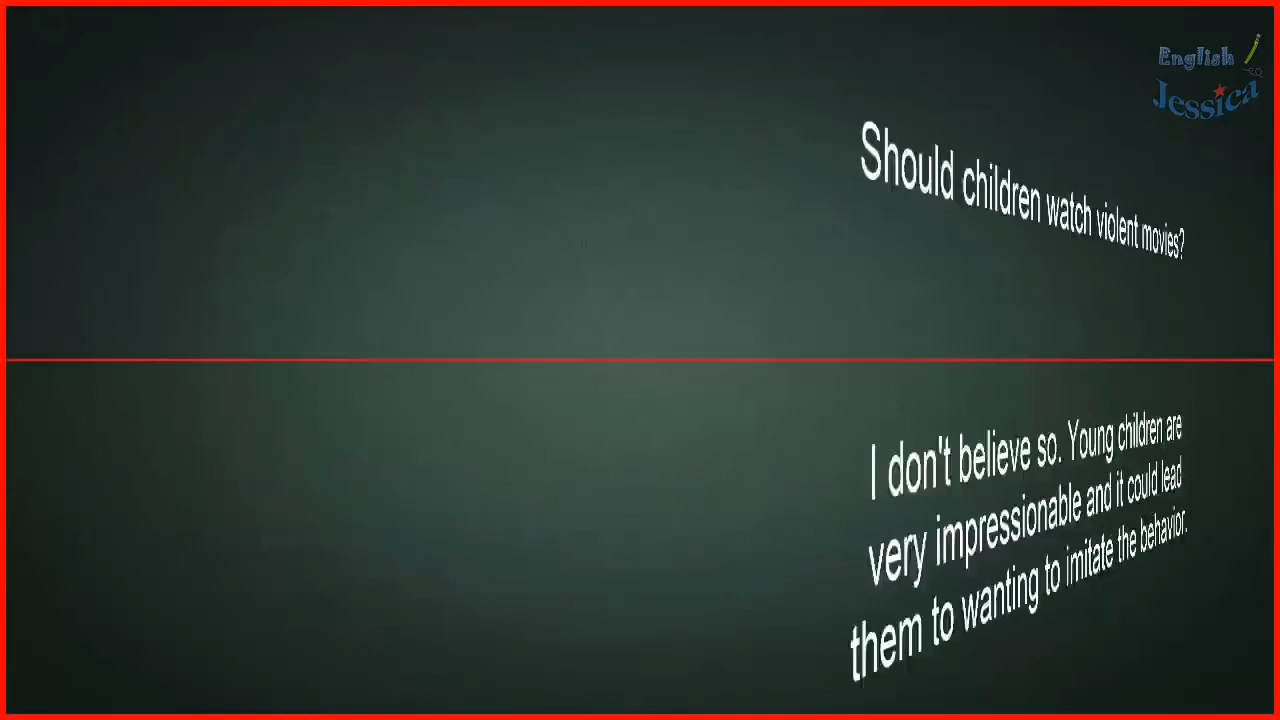 English
Jessica
Should children watch violent movies?
I don't believe so. Young children are
very impressionable and it could lead
them to wanting to imitate the behavior.